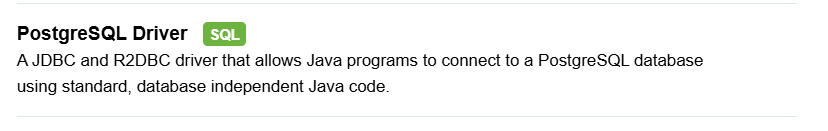 PostgreSQL Driver SQL
A JDBC and R2DBC driver that allows Java programs to connect to a PostgreSQL database
using standard, database independent Java code.